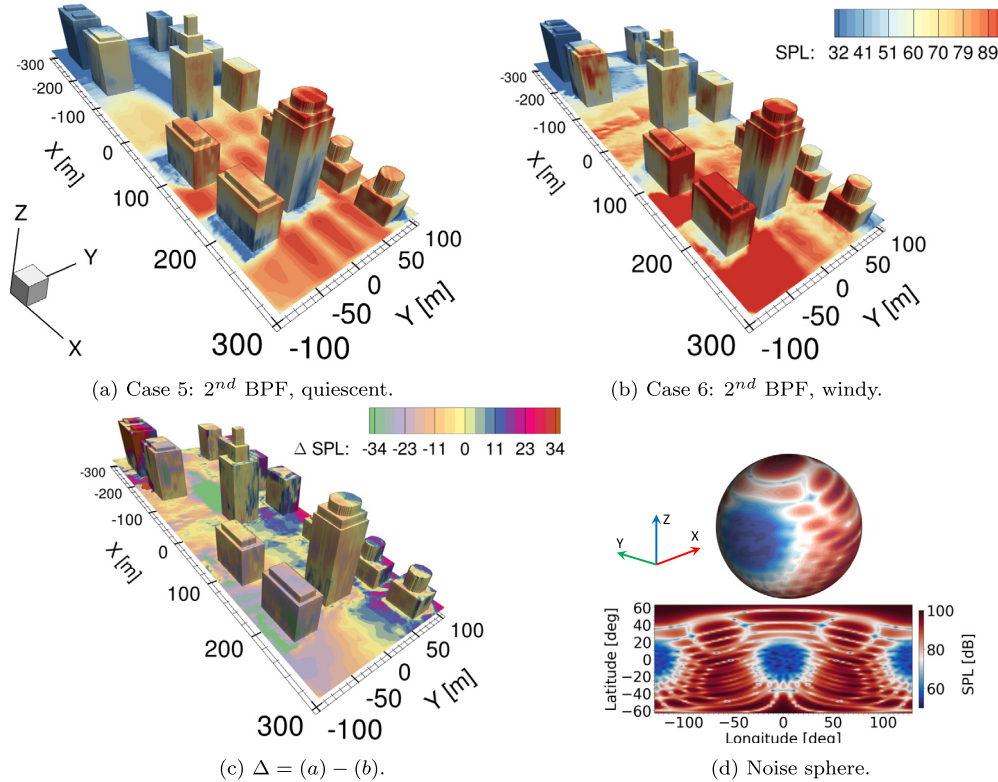 SPL: 32 41 51 60 70 79 89
-300
-200
-100
0
100
200
300
X [m]
-100
-50
0
50
100
Y [m]
Z
Y
X
-300
-200
-100
0
100
200
300
X [m]
-100
-50
0
50
100
Y [m]
(a) Case 5: 2nd BPF, quiescent.
(b) Case 6: 2nd BPF, windy.
Δ SPL: -34 -23 -11 0 11 23 34
-300
-200
-100
0
100
200
300
X [m]
-100
-50
0
50
100
Y [m]
Z
Y
X
60
40
20
0
−20
−40
−60
Latitude [deg]
−100 −50 0 50 100
Longitude [deg]
100
80
60
SPL [dB]
(c) Δ = (a) − (b).
(d) Noise sphere.